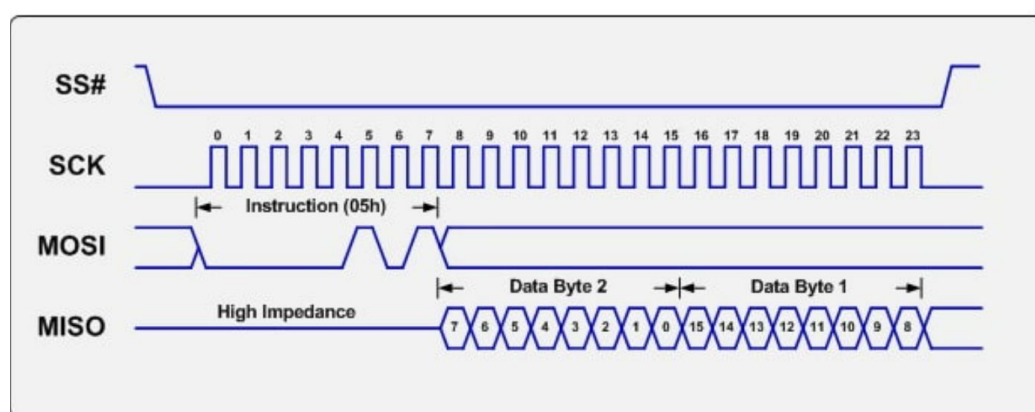 SS#
0 1 2 3 4 5 6 7 8 9 10 11 12 13 14 15 16 17 18 19 20 21 22 23
SCK
Instruction (05h)
MOSI
Data Byte 2 Data Byte 1
High Impedance
MISO
7 6 5 4 3 2 1 0 15 14 13 12 11 10 9 8